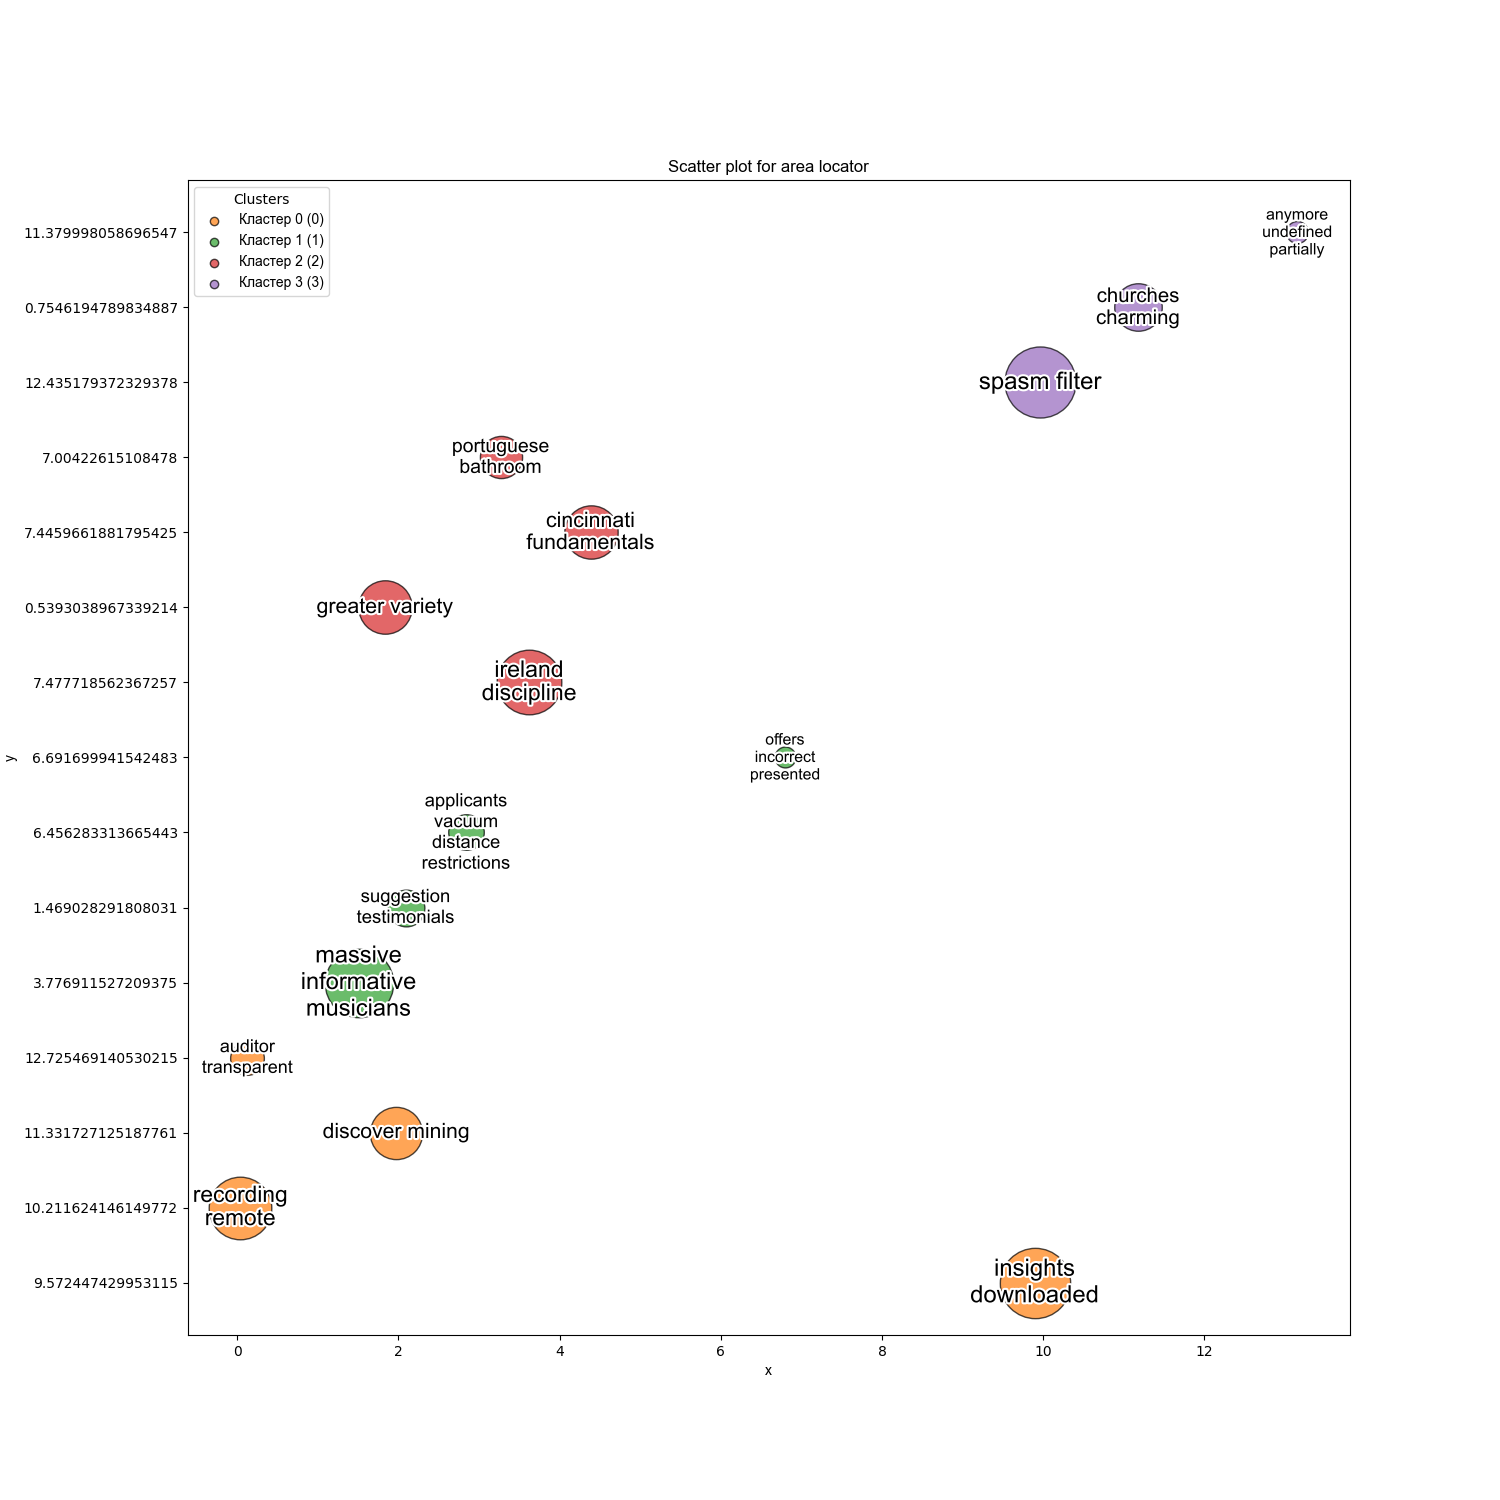 Scatter plot for area locator
Clusters
Кластер 0 (0)
Кластер 1 (1)
Кластер 2 (2)
Кластер 3 (3)
11.379998058696547
0.7546194789834887
12.435179372329378
7.00422615108478
7.4459661881795425
0.5393038967339214
7.477718562367257
6.691699941542483
6.456283313665443
1.469028291808031
3.776911527209375
12.725469140530215
11.331727125187761
10.211624146149772
9.572447429953115
y
anymore
undefined
partially
churches
charming
spasm filter
portuguese
bathroom
cincinnati
fundamentals
greater variety
ireland
discipline
offers
incorrect
presented
applicants
vacuum
distance
restrictions
suggestion
testimonials
massive
informative
musicians
auditor
transparent
discover mining
recording
remote
insights
downloaded
0 2 4 6 8 10 12
x